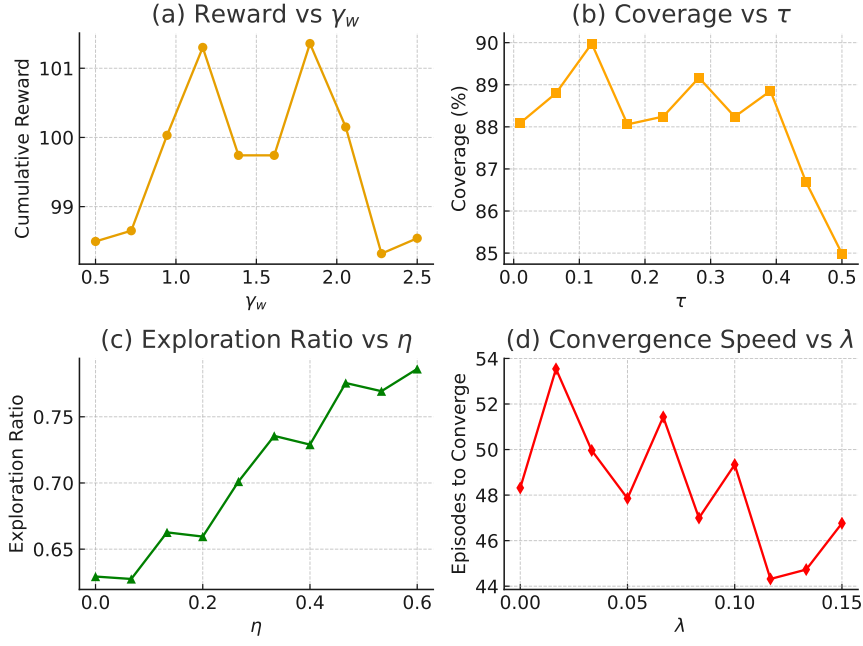 (a) Reward vs γw
Cumulative Reward
101
100
99
0.5 1.0 1.5 2.0 2.5
γw
(b) Coverage vs τ
Coverage (%)
90
89
88
87
86
85
0.0 0.1 0.2 0.3 0.4 0.5
τ
(c) Exploration Ratio vs η
Exploration Ratio
0.75
0.70
0.65
0.0 0.2 0.4 0.6
η
(d) Convergence Speed vs λ
Episodes to Converge
54
52
50
48
46
44
0.00 0.05 0.10 0.15
λ